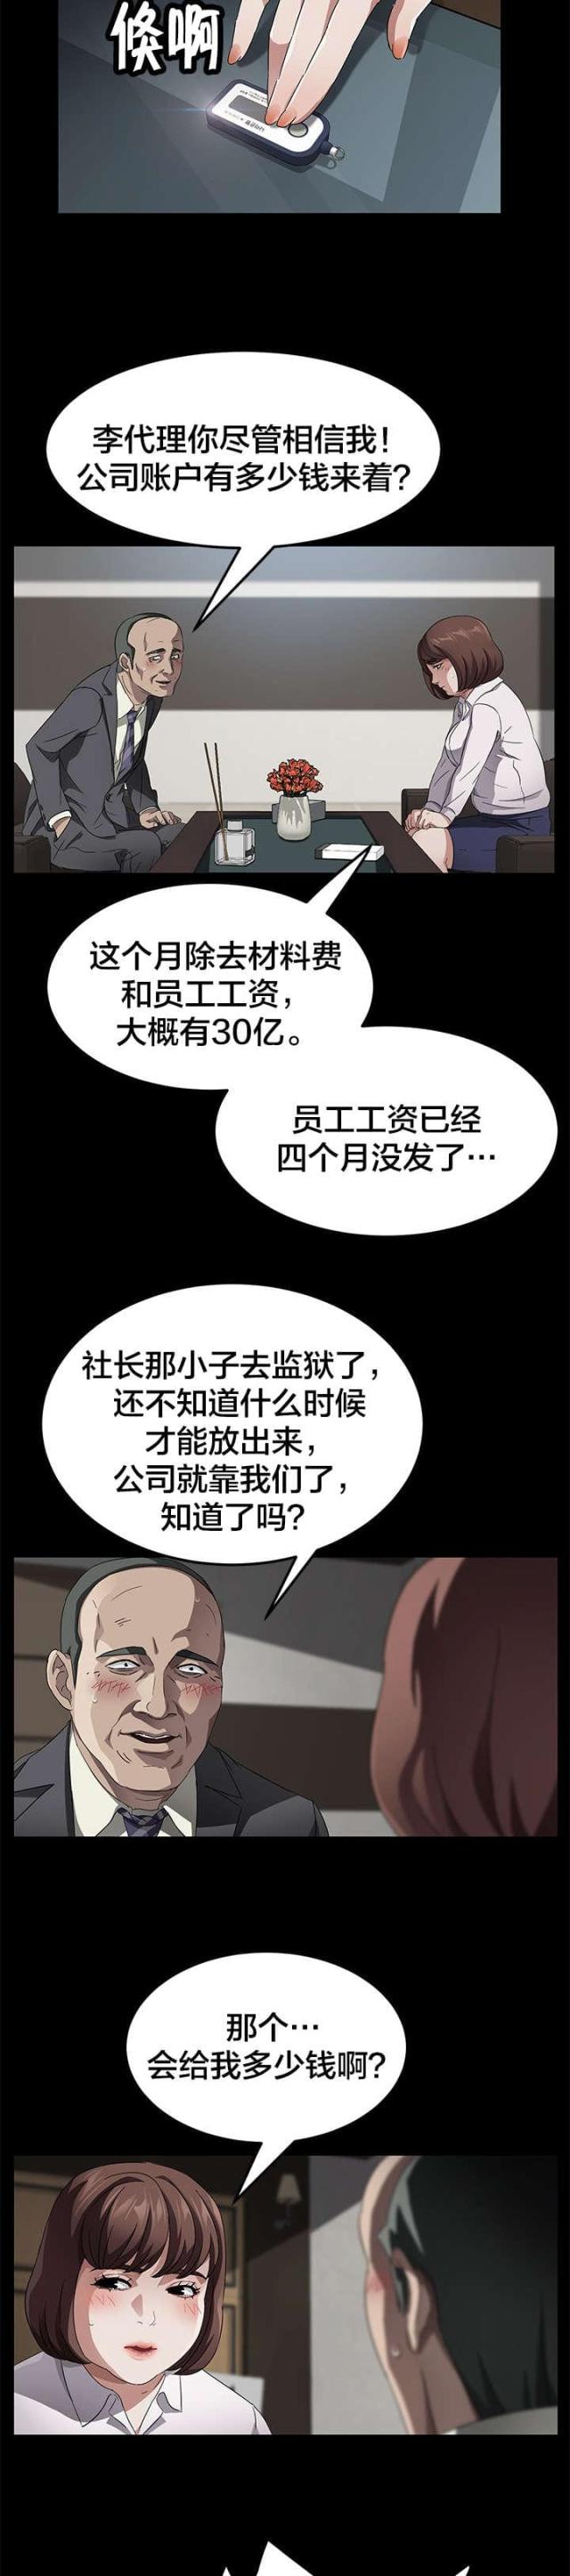 倏啊
李代理你尽管相信我！
公司账户有多少钱来着？
这个月除去材料费
和员工工资，
大概有30亿。
员工工资已经
四个月没发了…
社长那小子去监狱了，
还不知道什么时候
才能放出来，
公司就靠我们了，
知道了吗？
那个…
会给我多少钱啊？